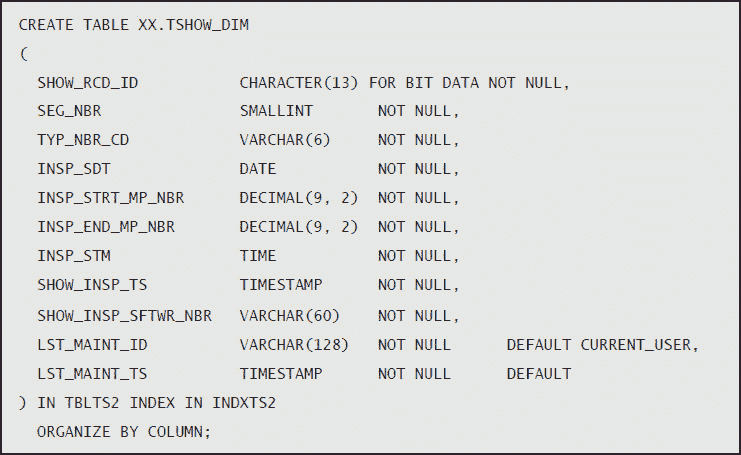 CREATE TABLE XX.TSHOW_DIM
(
SHOW_RCD_ID CHARACTER(13) FOR BIT DATA NOT NULL,
SEG_NBR SMALLINT NOT NULL,
TYP_NBR_CD VARCHAR(6) NOT NULL,
INSP_SDT DATE NOT NULL,
INSP_STRT_MP_NBR DECIMAL(9, 2) NOT NULL,
INSP_END_MP_NBR DECIMAL(9, 2) NOT NULL,
INSP_STM TIME NOT NULL,
SHOW_INSP_TS TIMESTAMP NOT NULL,
SHOW_INSP_SFTWR_NBR VARCHAR(60) NOT NULL,
LST_MAINT_ID VARCHAR(128) NOT NULL DEFAULT CURRENT_USER,
LST_MAINT_TS TIMESTAMP NOT NULL DEFAULT
) IN TBLTS2 INDEX IN INDXTS2
ORGANIZE BY COLUMN;